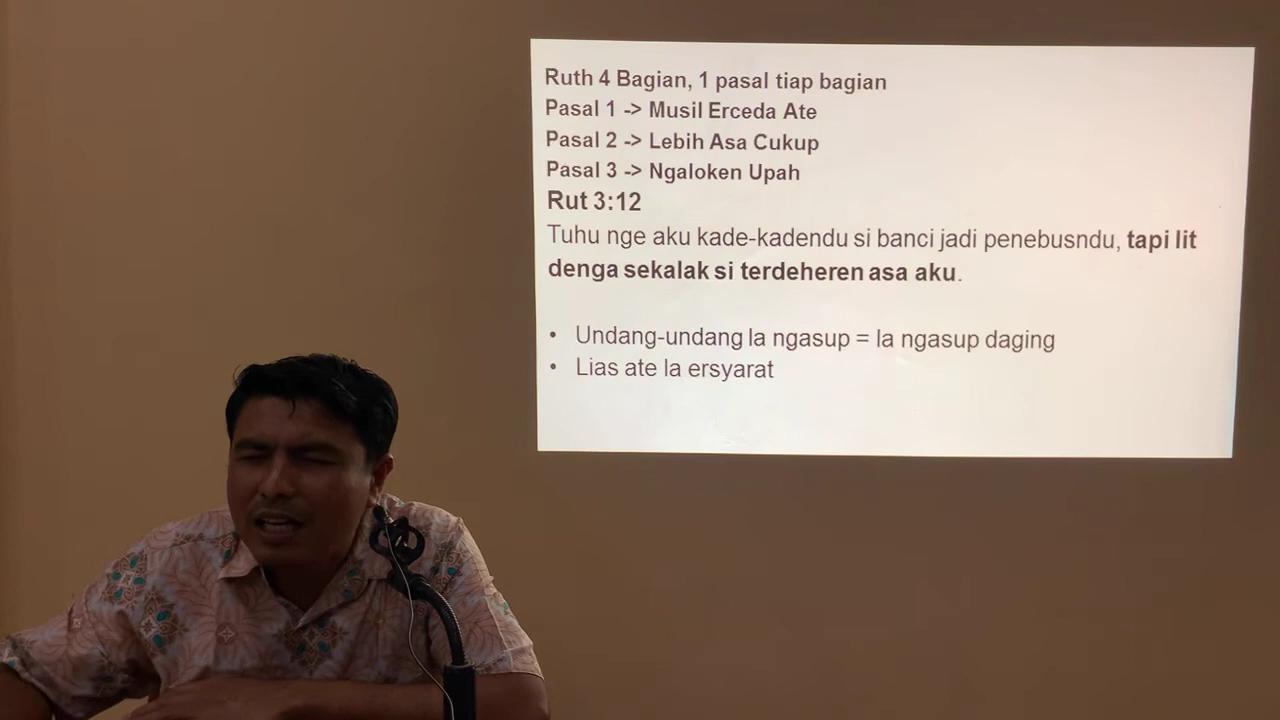 Ruth 4 Bagian, 1 pasal tiap bagian
Pasal 1 -> Musil Erceda Ate
Pasal 2 -> Lebih Asa Cukup
Pasal 3 -> Ngaloken Upah
Rut 3:12
Tuhu nge aku kade-kadendu si banci jadi penebusndu, tapi lit
denga sekalak si terdeheren asa aku.
• Undang-undang la ngasup = la ngasup daging
• Lias ate la ersyarat